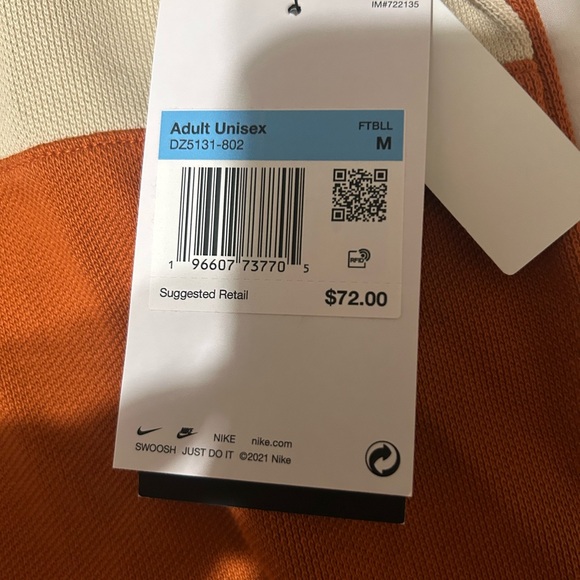 IM#722135
Adult Unisex FTBLL
DZ5131-802 M
RFID
1 96607 73770 5
Suggested Retail $72.00
NIKE nike.com
SWOOSH JUST DO IT ©2021 Nike